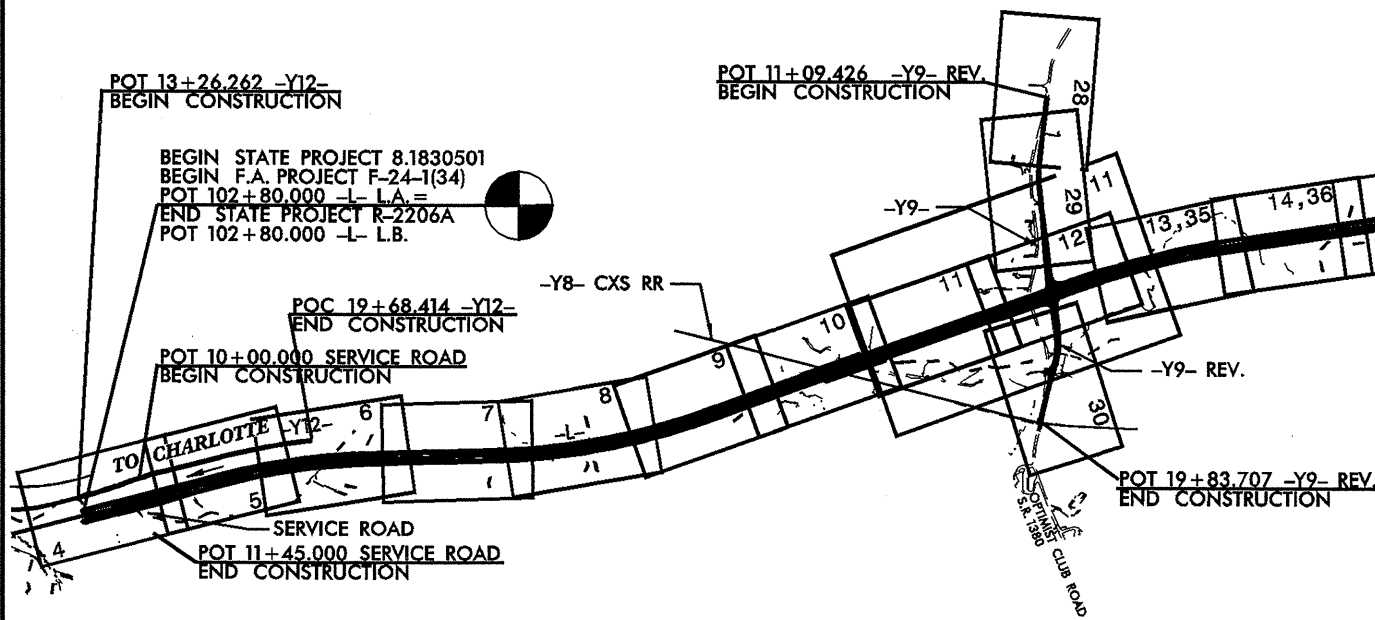 POT 13+26.262 -Y12-
BEGIN CONSTRUCTION
BEGIN STATE PROJECT 8.1830501
BEGIN F.A. PROJECT F-24-1(34)
POT 102+80.000 -L- L.A. =
END STATE PROJECT R-2206A
POT 102+80.000 -L- L.B.
POC 19+68.414 -Y12-
END CONSTRUCTION
POT 10+00.000 SERVICE ROAD
BEGIN CONSTRUCTION
TO CHARLOTTE
-Y12-
4
5
6
7
8
9
10
11
12
11
13,35
14,36
28
29
30
-L-
SERVICE ROAD
POT 11+45.000 SERVICE ROAD
END CONSTRUCTION
-Y8- CXS RR
POT 11+09.426 -Y9- REV.
BEGIN CONSTRUCTION
-Y9-
-Y9- REV.
POT 19+83.707 -Y9- REV.
END CONSTRUCTION
OPTIMIST CLUB ROAD
S.R. 1380